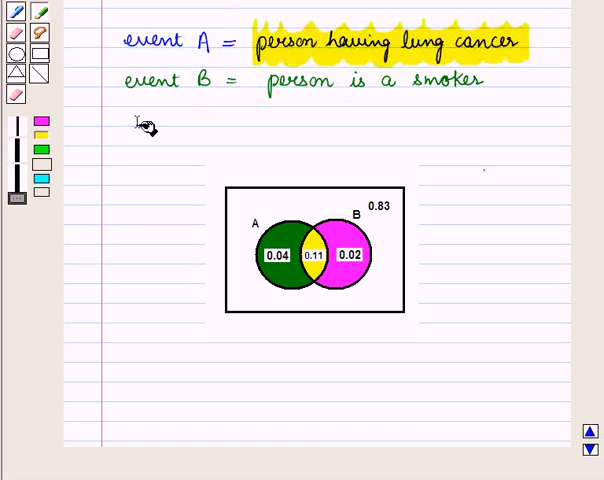 event A = person having lung cancer
event B = person is a smoker
A
B
0.83
0.04
0.11
0.02